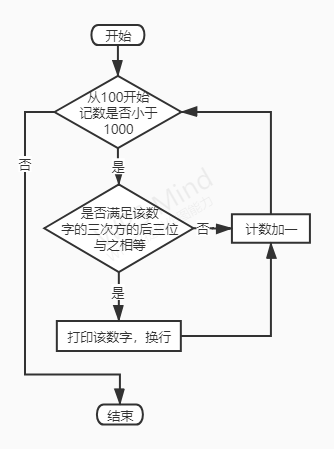 开始
从100开始
记数是否小于
1000
否
是
是否满足该数
字的三次方的后三位
与之相等
否
计数加一
是
打印该数字，换行
结束